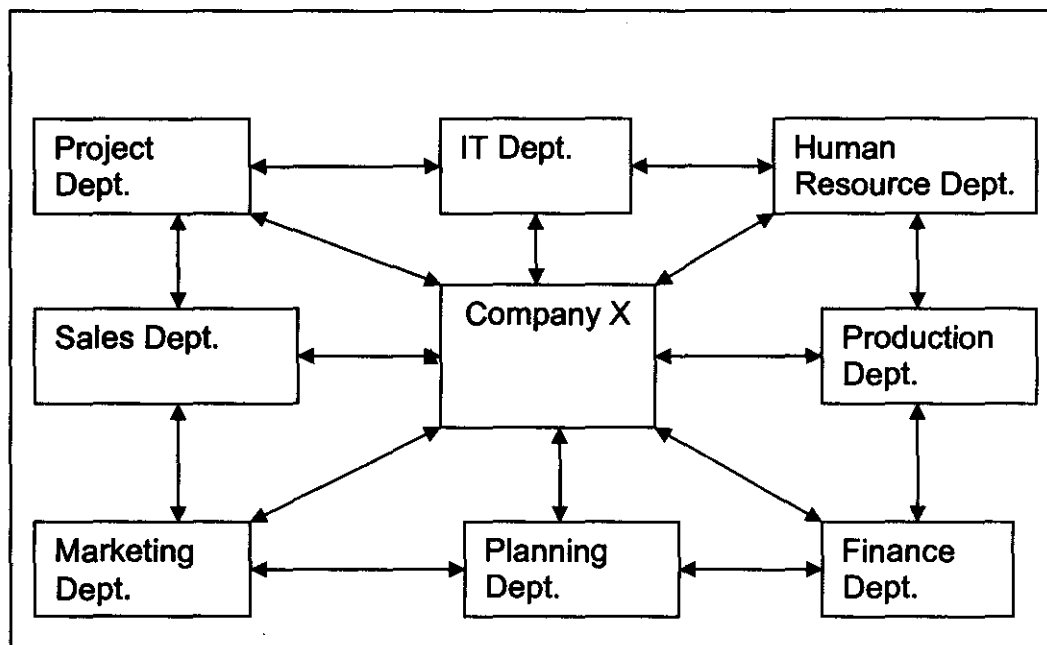 Project
Dept.
IT Dept.
Human
Resource Dept.
Sales Dept.
Company X
Production
Dept.
Marketing
Dept.
Planning
Dept.
Finance
Dept.